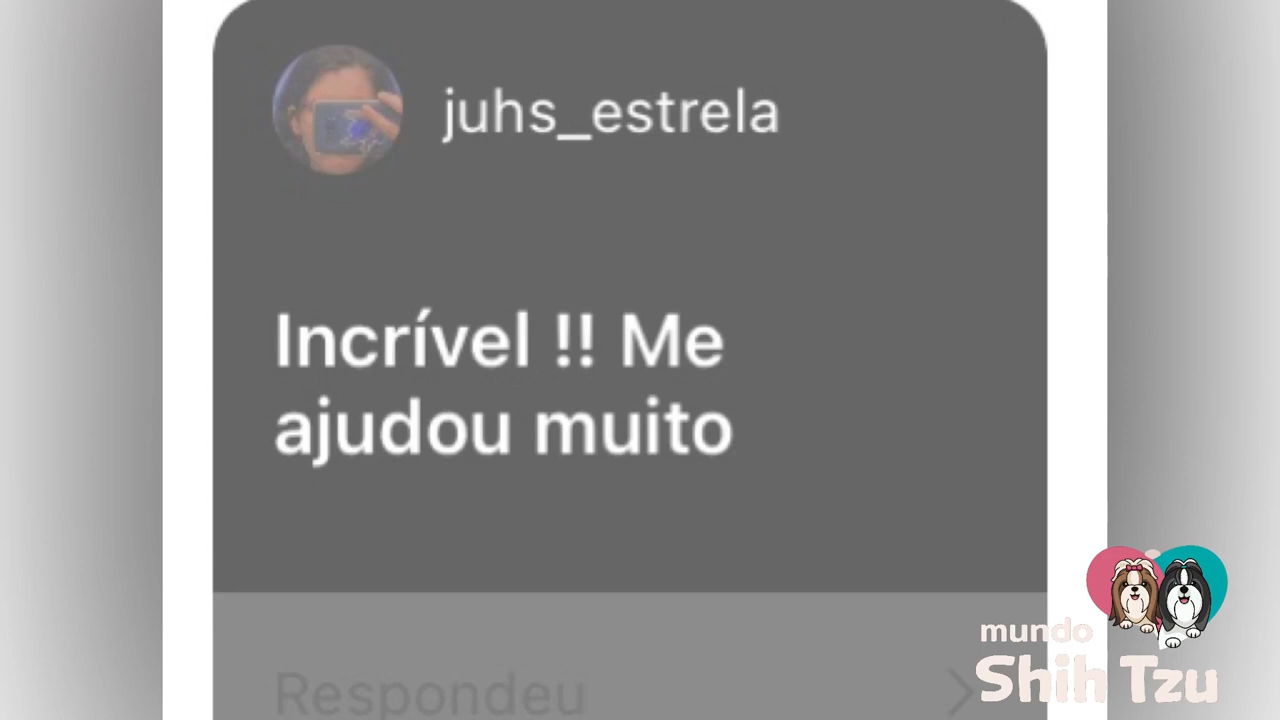 juhs_estrela
Incrível !! Me
ajudou muito
Respondeu
mundo
Shih Tzu